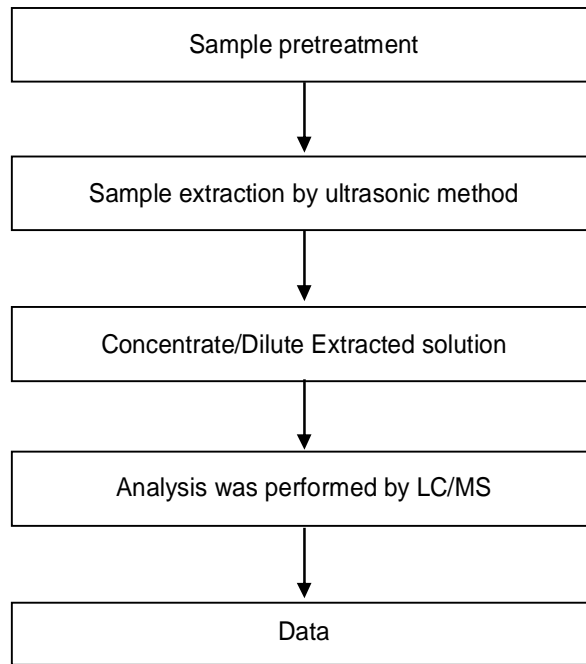 Sample pretreatment
Sample extraction by ultrasonic method
Concentrate/Dilute Extracted solution
Analysis was performed by LC/MS
Data